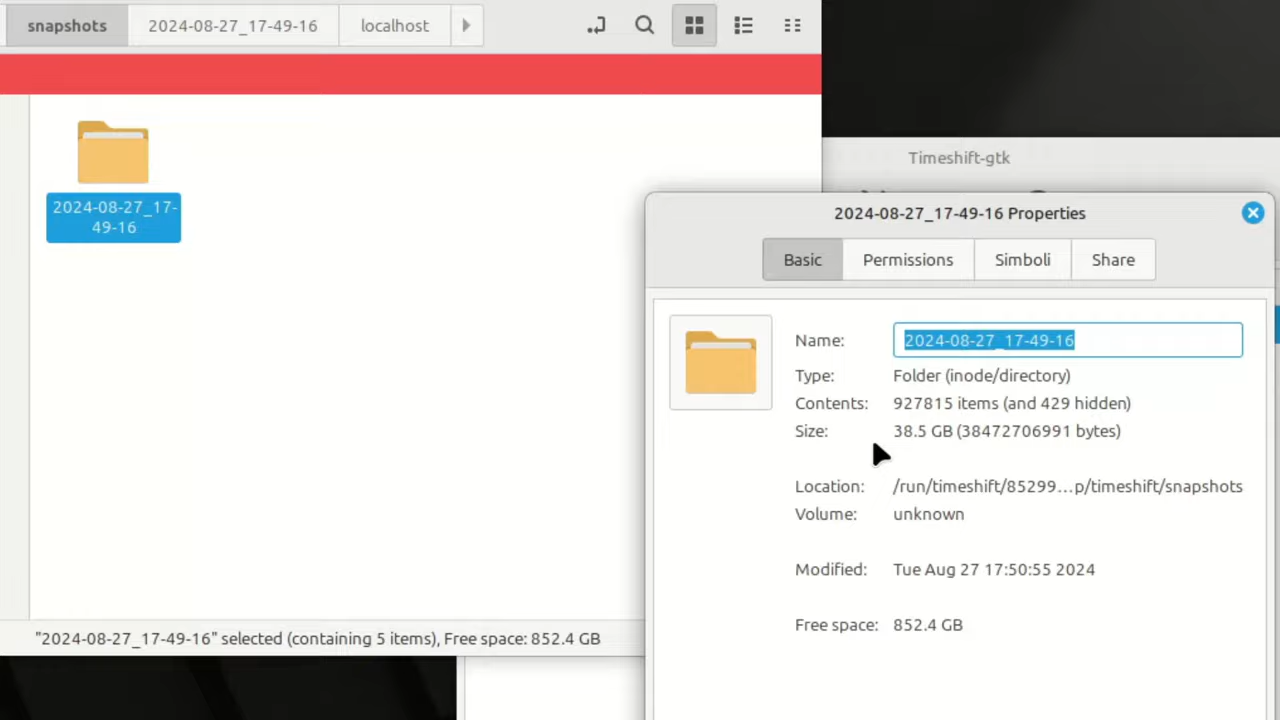 snapshots 2024-08-27_17-49-16 localhost
2024-08-27_17-
49-16
"2024-08-27_17-49-16" selected (containing 5 items), Free space: 852.4 GB
Timeshift-gtk
2024-08-27_17-49-16 Properties
Basic Permissions Simboli Share
Name: 2024-08-27_17-49-16
Type: Folder (inode/directory)
Contents: 927815 items (and 429 hidden)
Size: 38.5 GB (38472706991 bytes)
Location: /run/timeshift/85299…p/timeshift/snapshots
Volume: unknown
Modified: Tue Aug 27 17:50:55 2024
Free space: 852.4 GB